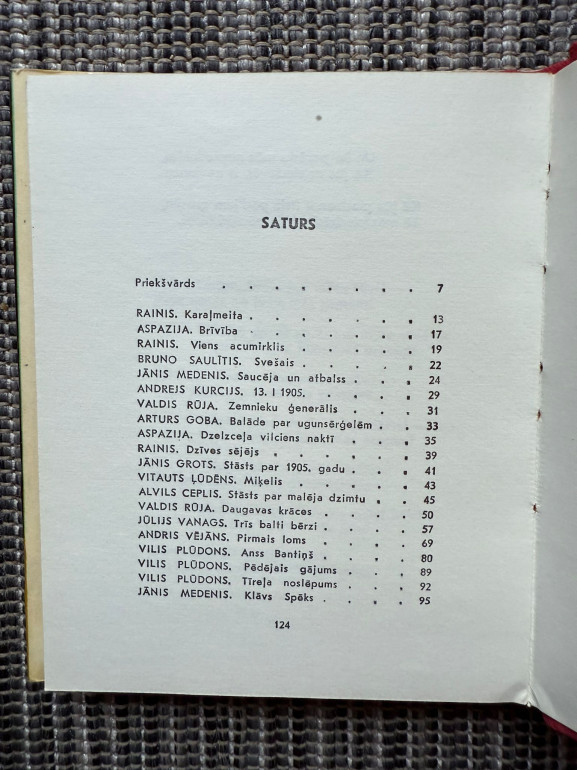 SATURS
Priekšvārds . . . . . . . . 7
RAINIS. Karaļmeita . . . . . . 13
ASPAZIJA. Brīvība . . . . . . 17
RAINIS. Viens acumirklis . . . . 19
BRUNO SAULĪTIS. Svešais . . . . 22
JĀNIS MEDENIS. Saucēja un atbalss . . . 24
ANDREJS KURCIJS. 13. I 1905. . . . . 29
VALDIS RŪJA. Zemnieku ģenerālis . . . 31
ARTURS GOBA. Balāde par ugunsērgēlēm . . 33
ASPAZIJA. Dzelzceļa vilciens naktī . . . 35
RAINIS. Dzīves sējējs . . . . . 39
JĀNIS GROTS. Stāsts par 1905. gadu . . . 41
VITAUTS ĻŪDĒNS. Miķelis . . . . 43
ALVILS CEPLIS. Stāsts par malēja dzimtu . . 45
VALDIS RŪJA. Daugavas krāces . . . 50
JŪLIJS VANAGS. Trīs balti bērzi . . . . 57
ANDRIS VĒJĀNS. Pirmais loms . . . . 69
VILIS PLŪDONS. Anss Bantiņš . . . . 80
VILIS PLŪDONS. Pēdējais gājums . . . 89
VILIS PLŪDONS. Tīreļa noslēpums . . . 92
JĀNIS MEDENIS. Klāvs Spēks . . . . . 95
124